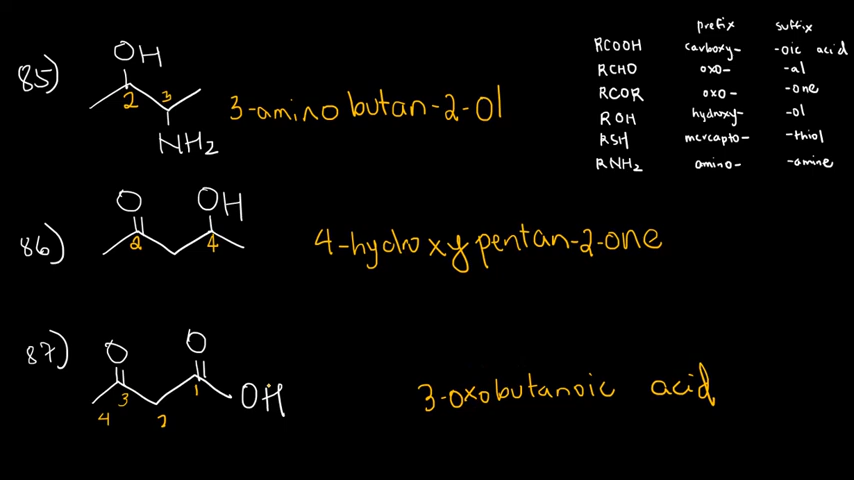 prefix suffix
RCOOH carboxy- -oic acid
RCHO oxo- -al
RCOR oxo- -one
ROH hydroxy- -ol
RSH mercapto- -thiol
RNH2 amino- -amine
85)
OH
2 3
NH2
3-aminobutan-2-ol
86)
O OH
2 4
4-hydroxypentan-2-one
87)
O O
4 3 2 1 OH
3-oxobutanoic acid